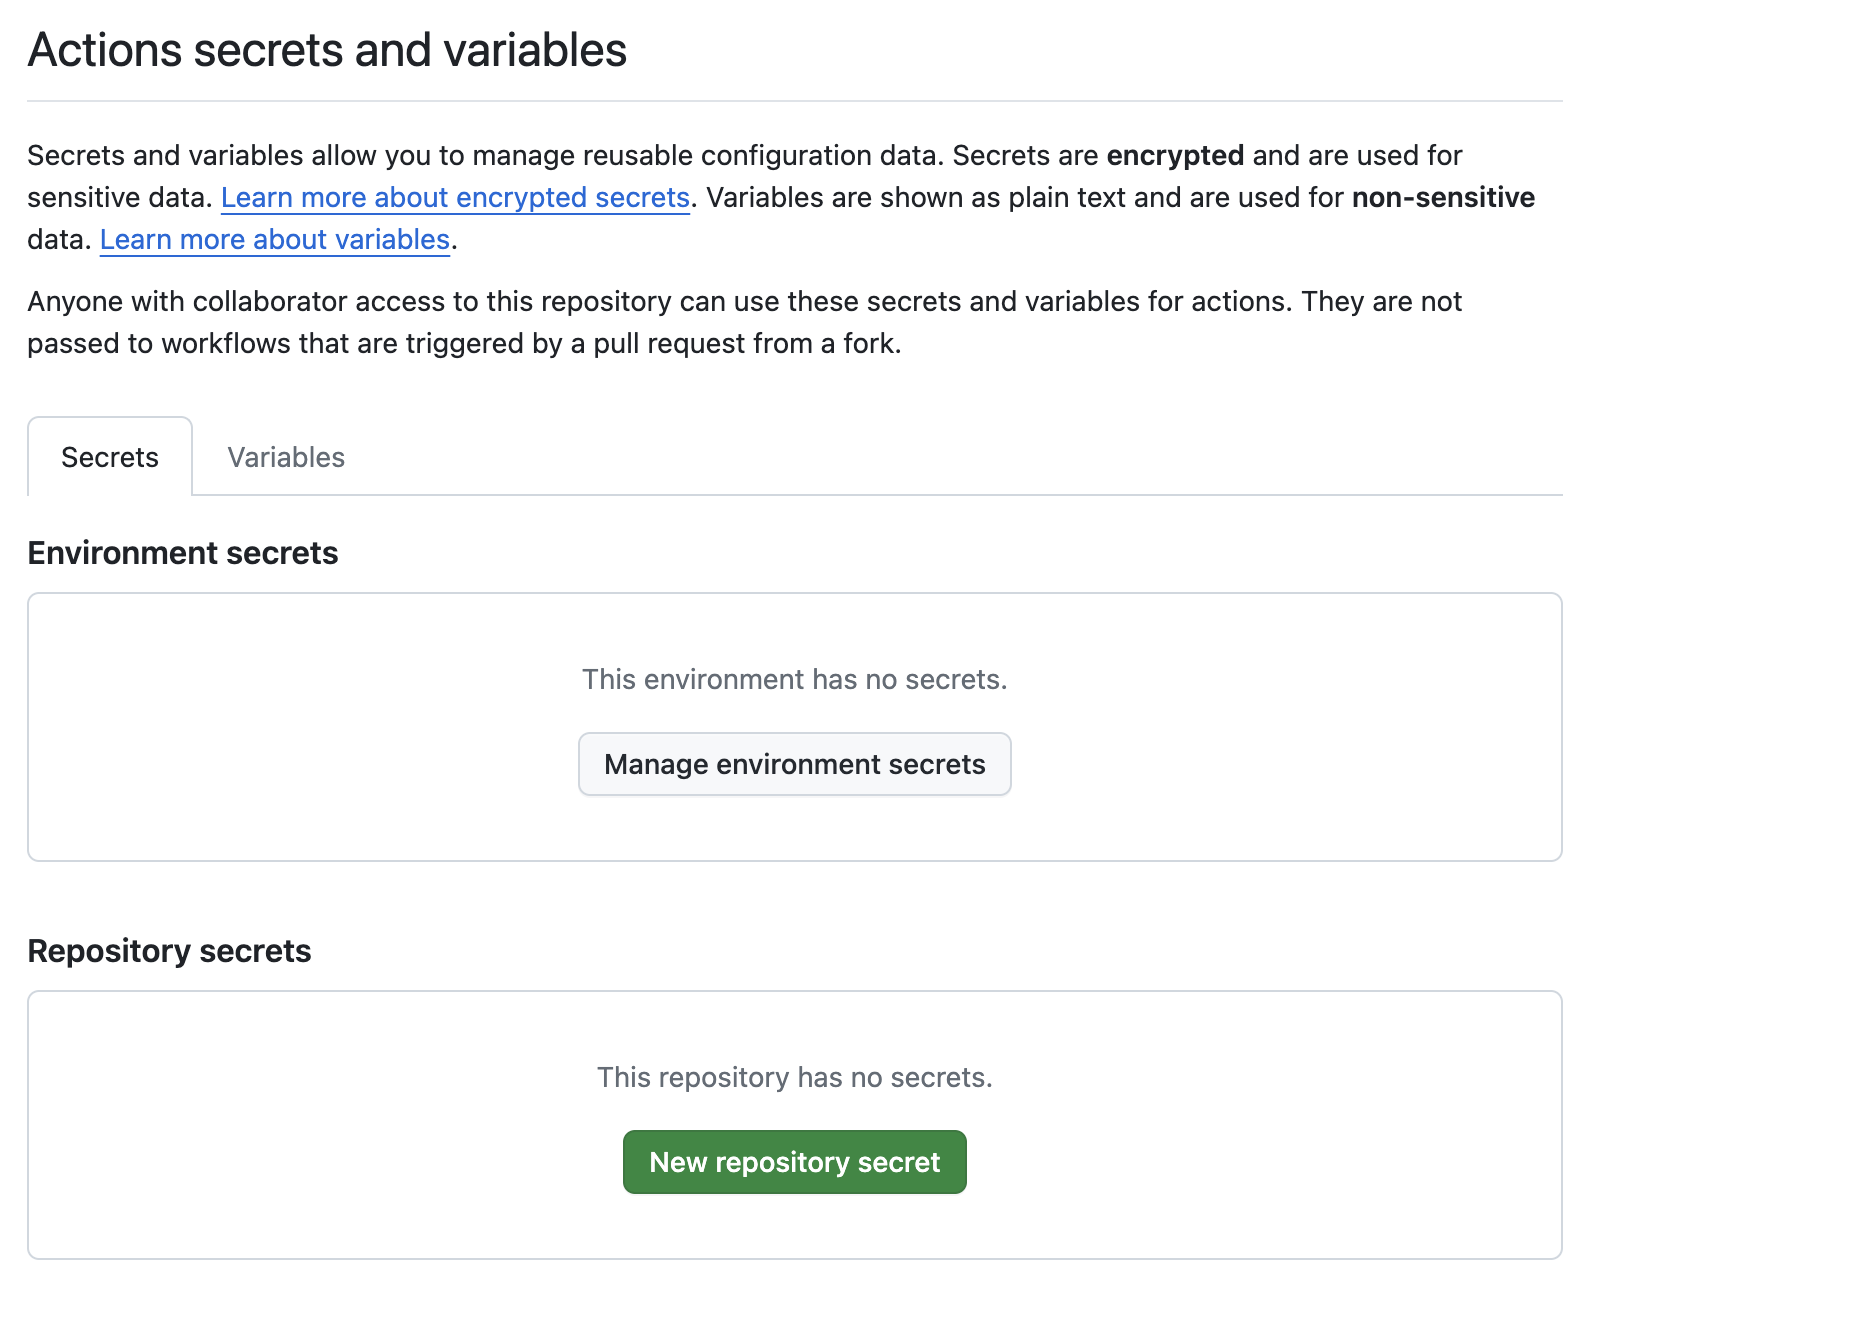 Actions secrets and variables
Secrets and variables allow you to manage reusable configuration data. Secrets are encrypted and are used for
sensitive data. Learn more about encrypted secrets. Variables are shown as plain text and are used for non-sensitive
data. Learn more about variables.
Anyone with collaborator access to this repository can use these secrets and variables for actions. They are not
passed to workflows that are triggered by a pull request from a fork.
Secrets Variables
Environment secrets
This environment has no secrets.
Manage environment secrets
Repository secrets
This repository has no secrets.
New repository secret